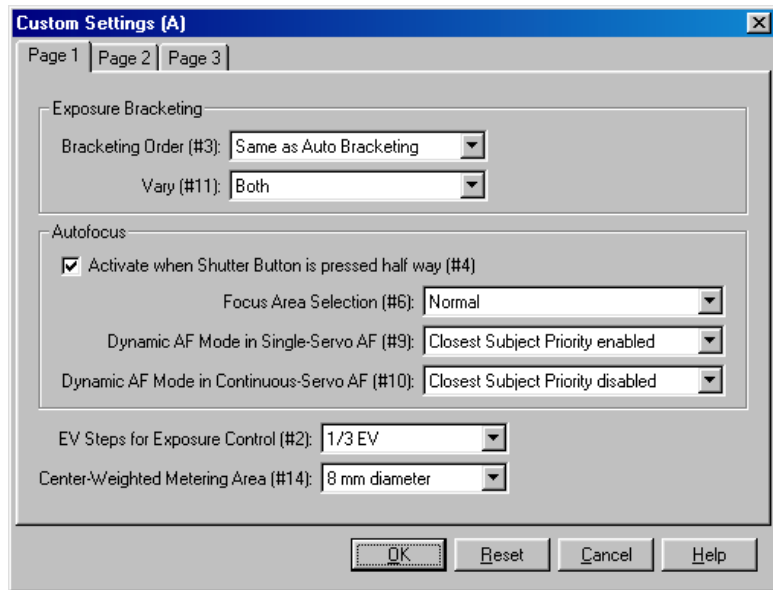 Custom Settings (A)
Page 1 Page 2 Page 3
Exposure Bracketing
Bracketing Order (#3): Same as Auto Bracketing
Vary (#11): Both
Autofocus
Activate when Shutter Button is pressed half way (#4)
Focus Area Selection (#6): Normal
Dynamic AF Mode in Single-Servo AF (#9): Closest Subject Priority enabled
Dynamic AF Mode in Continuous-Servo AF (#10): Closest Subject Priority disabled
EV Steps for Exposure Control (#2): 1/3 EV
Center-Weighted Metering Area (#14): 8 mm diameter
OK Reset Cancel Help